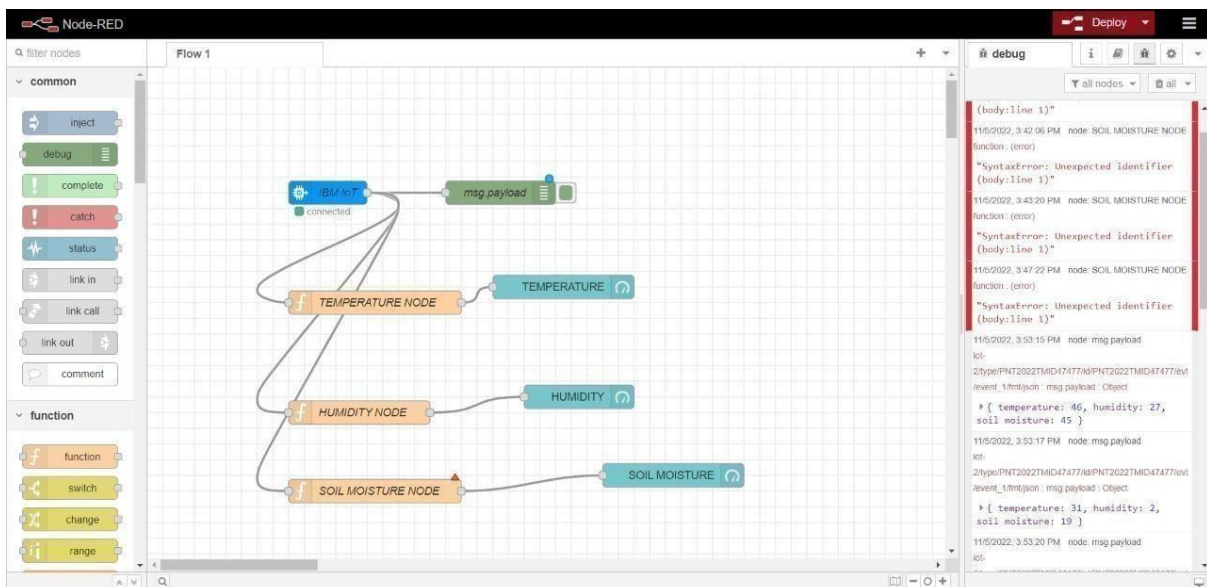 Node-RED
Deploy
filter nodes
common
inject
debug
complete
catch
status
link in
link call
link out
comment
function
function
switch
change
range
Flow 1
IBM IoT
connected
msg.payload
TEMPERATURE NODE
TEMPERATURE
HUMIDITY NODE
HUMIDITY
SOIL MOISTURE NODE
SOIL MOISTURE
debug
all nodes
all
(body:line 1)"
11/5/2022, 3:42:06 PM node: SOIL MOISTURE NODE
function : (error)
"SyntaxError: Unexpected identifier
(body:line 1)"
11/5/2022, 3:43:20 PM node: SOIL MOISTURE NODE
function : (error)
"SyntaxError: Unexpected identifier
(body:line 1)"
11/5/2022, 3:47:22 PM node: SOIL MOISTURE NODE
function : (error)
"SyntaxError: Unexpected identifier
(body:line 1)"
11/5/2022, 3:53:15 PM node: msg.payload
iot-
2/type/PNT2022TMID47477/id/PNT2022TMID47477/evt
/event_1/fmt/json : msg.payload : Object
{ temperature: 46, humidity: 27,
soil moisture: 45 }
11/5/2022, 3:53:17 PM node: msg.payload
iot-
2/type/PNT2022TMID47477/id/PNT2022TMID47477/evt
/event_1/fmt/json : msg.payload : Object
{ temperature: 31, humidity: 2,
soil moisture: 19 }
11/5/2022, 3:53:20 PM node: msg.payload
iot-